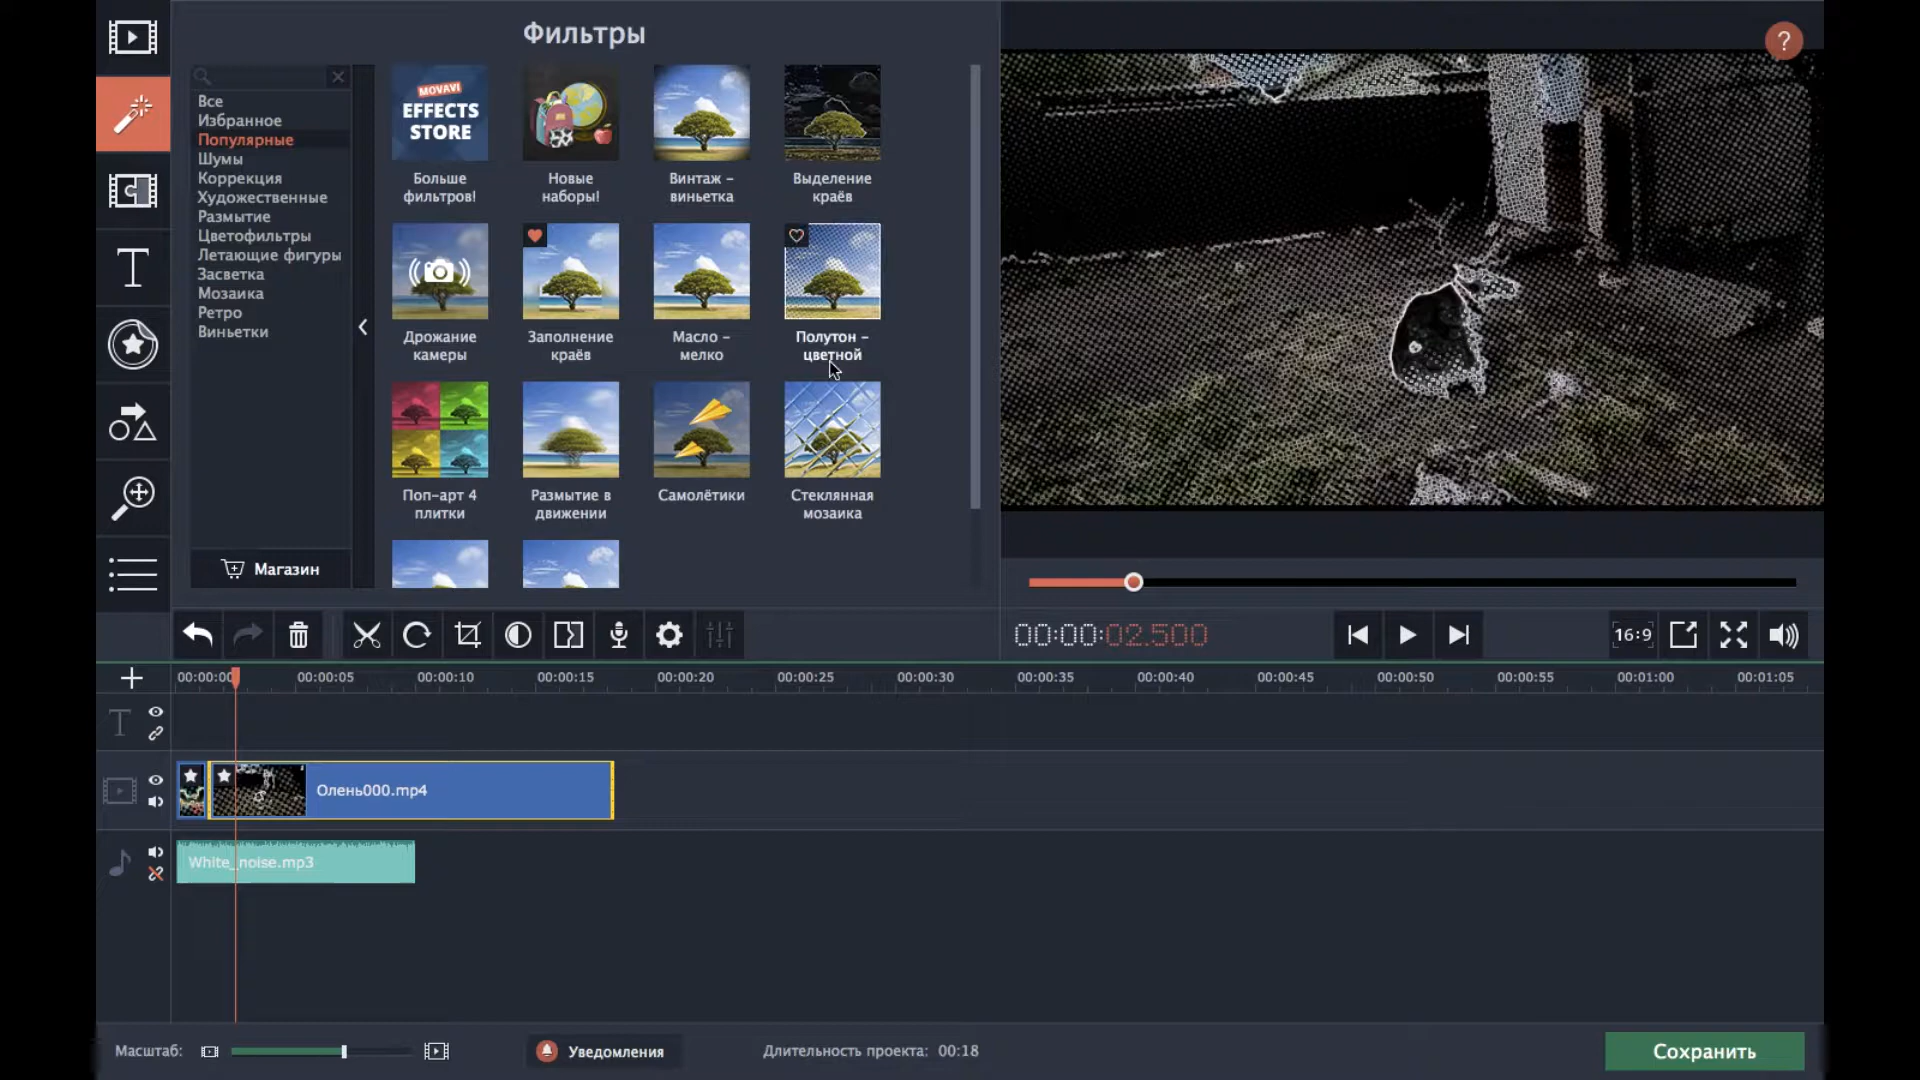 Фильтры
?
Все
Избранное
Популярные
Шумы
Коррекция
Художественные
Размытие
Цветофильтры
Летающие фигуры
Засветка
Мозаика
Ретро
Виньетки
Магазин
MOVAVI
EFFECTS
STORE
Больше
фильтров!
Новые
наборы!
Винтаж –
виньетка
Выделение
краёв
Дрожание
камеры
Заполнение
краёв
Масло –
мелко
Полутон –
цветной
Поп-арт 4
плитки
Размытие в
движении
Самолётики
Стеклянная
мозаика
00:00:02.500
16:9
00:00:00 00:00:05 00:00:10 00:00:15 00:00:20 00:00:25 00:00:30 00:00:35 00:00:40 00:00:45 00:00:50 00:00:55 00:01:00 00:01:05
Олень000.mp4
White_noise.mp3
Масштаб:
Уведомления
Длительность проекта: 00:18
Сохранить